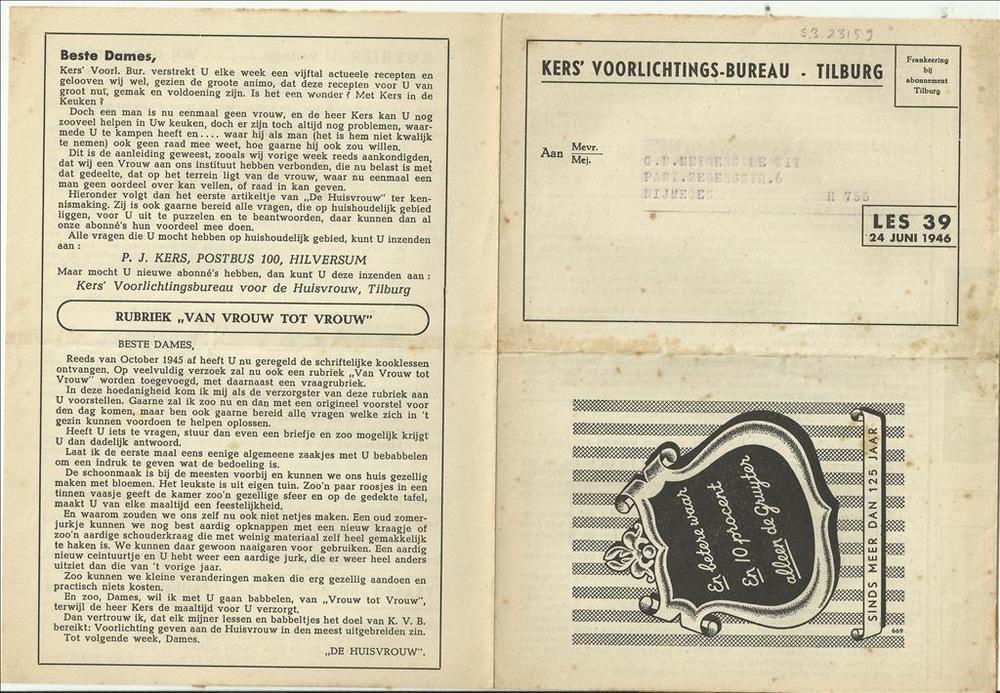 Beste Dames,
Kers' Voorl. Bur. verstrekt U elke week een vijftal actueele recepten en
gelooven wij wel, gezien de groote animo, dat deze recepten voor U van
groot nut, gemak en voldoening zijn. Is het een wonder? Met Kers in de
Keuken?
Doch een man is nu eenmaal geen vrouw, en de heer Kers kan U nog
zooveel helpen in Uw keuken, doch er zijn toch altijd nog problemen, waar-
mede U te kampen heeft en.... waar hij als man (het is hem niet kwalijk
te nemen) ook geen raad mee weet, hoe gaarne hij ook zou willen.
Dit is de aanleiding geweest, zooals wij vorige week reeds aankondigden,
dat wij een Vrouw aan ons instituut hebben verbonden, die nu belast is met
dat gedeelte, dat op het terrein ligt van de vrouw, waar nu eenmaal een
man geen oordeel over kan vellen, of raad in kan geven.
Hieronder volgt dan het eerste artikeltje van „De Huisvrouw" ter ken-
nismaking. Zij is ook gaarne bereid alle vragen, die op huishoudelijk gebied
liggen, voor U uit te puzzelen en te beantwoorden, daar kunnen dan al
onze abonné's hun voordeel mee doen.
Alle vragen die U mocht hebben op huishoudelijk gebied, kunt U inzenden
aan :
P. J. KERS, POSTBUS 100, HILVERSUM
Maar mocht U nieuwe abonné's hebben, dan kunt U deze inzenden aan :
Kers' Voorlichtingsbureau voor de Huisvrouw, Tilburg
RUBRIEK „VAN VROUW TOT VROUW"
BESTE DAMES,
Reeds van October 1945 af heeft U nu geregeld de schriftelijke kooklessen
ontvangen. Op veelvuldig verzoek zal nu ook een rubriek „Van Vrouw tot
Vrouw" worden toegevoegd, met daarnaast een vraagrubriek.
In deze hoedanigheid kom ik mij als de verzorgster van deze rubriek aan
U voorstellen. Gaarne zal ik zoo nu en dan met een origineel voorstel voor
den dag komen, maar ben ook gaarne bereid alle vragen welke zich in 't
gezin kunnen voordoen te helpen oplossen.
Heeft U iets te vragen, stuur dan even een briefje en zoo mogelijk krijgt
U dan dadelijk antwoord.
Laat ik de eerste maal eens eenige algemeene zaakjes met U bebabbelen
om een indruk te geven wat de bedoeling is.
De schoonmaak is bij de meesten voorbij en kunnen we ons huis gezellig
maken met bloemen. Het leukste is uit eigen tuin. Zoo'n paar roosjes in een
tinnen vaasje geeft de kamer zoo'n gezellige sfeer en op de gedekte tafel,
maakt U van elke maaltijd een feestelijkheid.
En waarom zouden we ons zelf nu ook niet netjes maken. Een oud zomer-
jurkje kunnen we nog best aardig opknappen met een nieuw kraagje of
zoo'n aardige schouderkraag die met weinig materiaal zelf heel gemakkelijk
te haken is. We kunnen daar gewoon naaigaren voor gebruiken. Een aardig
nieuw ceintuurtje en U hebt weer een aardige jurk, die er weer heel anders
uitziet dan die van 't vorige jaar.
Zoo kunnen we kleine veranderingen maken die erg gezellig aandoen en
practisch niets kosten.
En zoo, Dames, wil ik met U gaan babbelen, van „Vrouw tot Vrouw",
terwijl de heer Kers de maaltijd voor U verzorgt.
Dan vertrouw ik, dat elk mijner lessen en babbeltjes het doel van K. V. B.
bereikt: Voorlichting geven aan de Huisvrouw in den meest uitgebreiden zin.
Tot volgende week, Dames.
„DE HUISVROUW".
S3.23159
KERS' VOORLICHTINGS-BUREAU - TILBURG
Frankeering
bij
abonnement
Tilburg
Aan Mevr.
Mej.
DE WIT
NIJMEGEN H 755
LES 39
24 JUNI 1946
En betere waar
En 10 procent
alleen de Gruyter
SINDS MEER DAN 125 JAAR
669